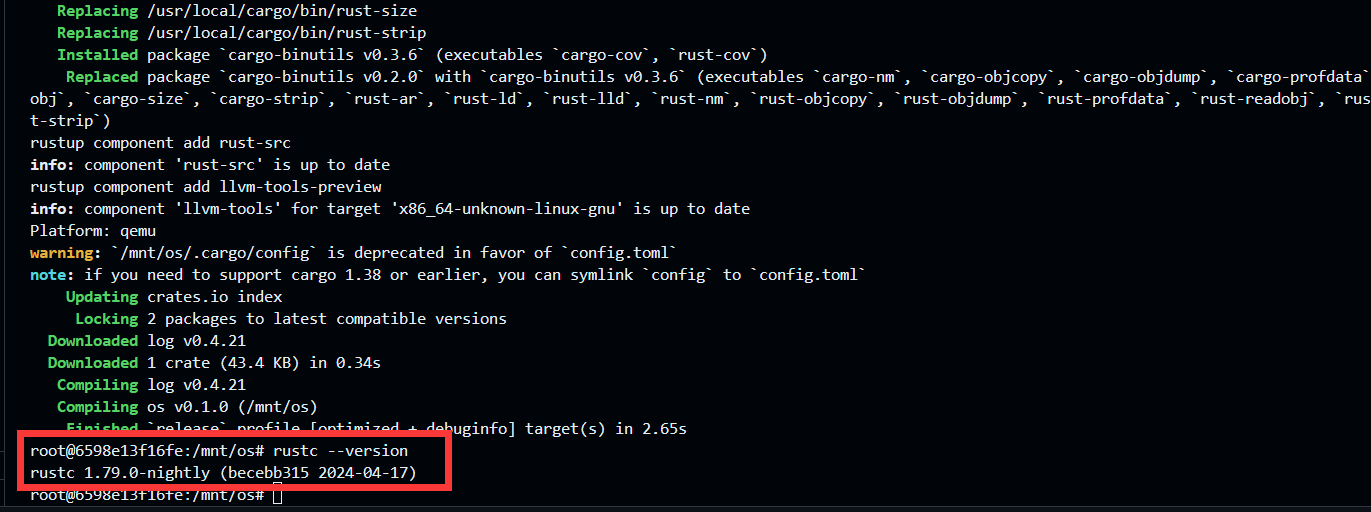 Replacing /usr/local/cargo/bin/rust-size
Replacing /usr/local/cargo/bin/rust-strip
Installed package `cargo-binutils v0.3.6` (executables `cargo-cov`, `rust-cov`)
Replaced package `cargo-binutils v0.2.0` with `cargo-binutils v0.3.6` (executables `cargo-nm`, `cargo-objcopy`, `cargo-objdump`, `cargo-profdata`
obj`, `cargo-size`, `cargo-strip`, `rust-ar`, `rust-ld`, `rust-lld`, `rust-nm`, `rust-objcopy`, `rust-objdump`, `rust-profdata`, `rust-readobj`, `rus
t-strip`)
rustup component add rust-src
info: component 'rust-src' is up to date
rustup component add llvm-tools-preview
info: component 'llvm-tools' for target 'x86_64-unknown-linux-gnu' is up to date
Platform: qemu
warning: `/mnt/os/.cargo/config` is deprecated in favor of `config.toml`
note: if you need to support cargo 1.38 or earlier, you can symlink `config` to `config.toml`
Updating crates.io index
Locking 2 packages to latest compatible versions
Downloaded log v0.4.21
Downloaded 1 crate (43.4 KB) in 0.34s
Compiling log v0.4.21
Compiling os v0.1.0 (/mnt/os)
Finished `release` profile [optimized + debuginfo] target(s) in 2.65s
root@6598e13f16fe:/mnt/os# rustc --version
rustc 1.79.0-nightly (becebb315 2024-04-17)
root@6598e13f16fe:/mnt/os#